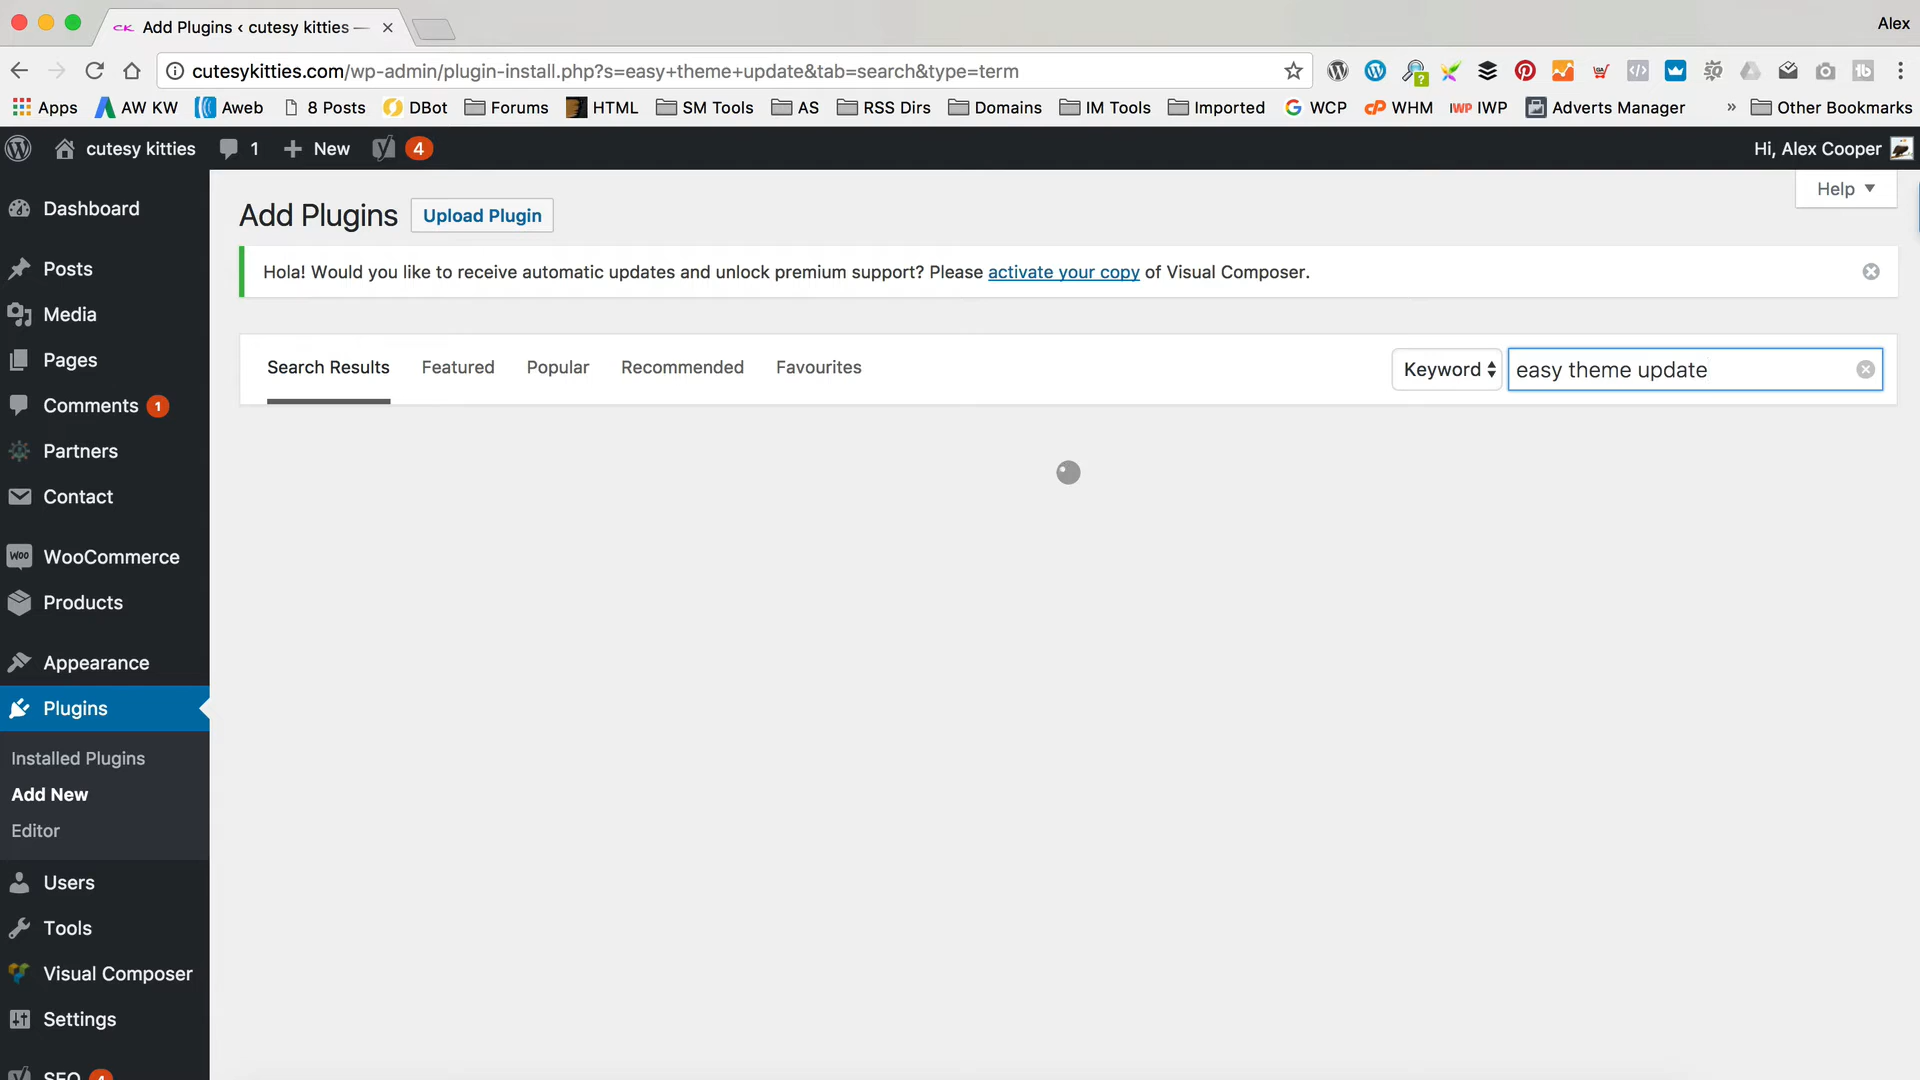 Add Plugins ‹ cutesy kitties —
Alex
cutesykitties.com/wp-admin/plugin-install.php?s=easy+theme+update&tab=search&type=term
Apps AW KW Aweb 8 Posts DBot Forums HTML SM Tools AS RSS Dirs Domains IM Tools Imported WCP WHM IWP IWP Adverts Manager » Other Bookmarks
cutesy kitties 1 New 4 Hi, Alex Cooper
Help
Add Plugins Upload Plugin
Hola! Would you like to receive automatic updates and unlock premium support? Please activate your copy of Visual Composer.
Search Results Featured Popular Recommended Favourites Keyword easy theme update
Dashboard
Posts
Media
Pages
Comments 1
Partners
Contact
WooCommerce
Products
Appearance
Plugins
Installed Plugins
Add New
Editor
Users
Tools
Visual Composer
Settings
SEO 4